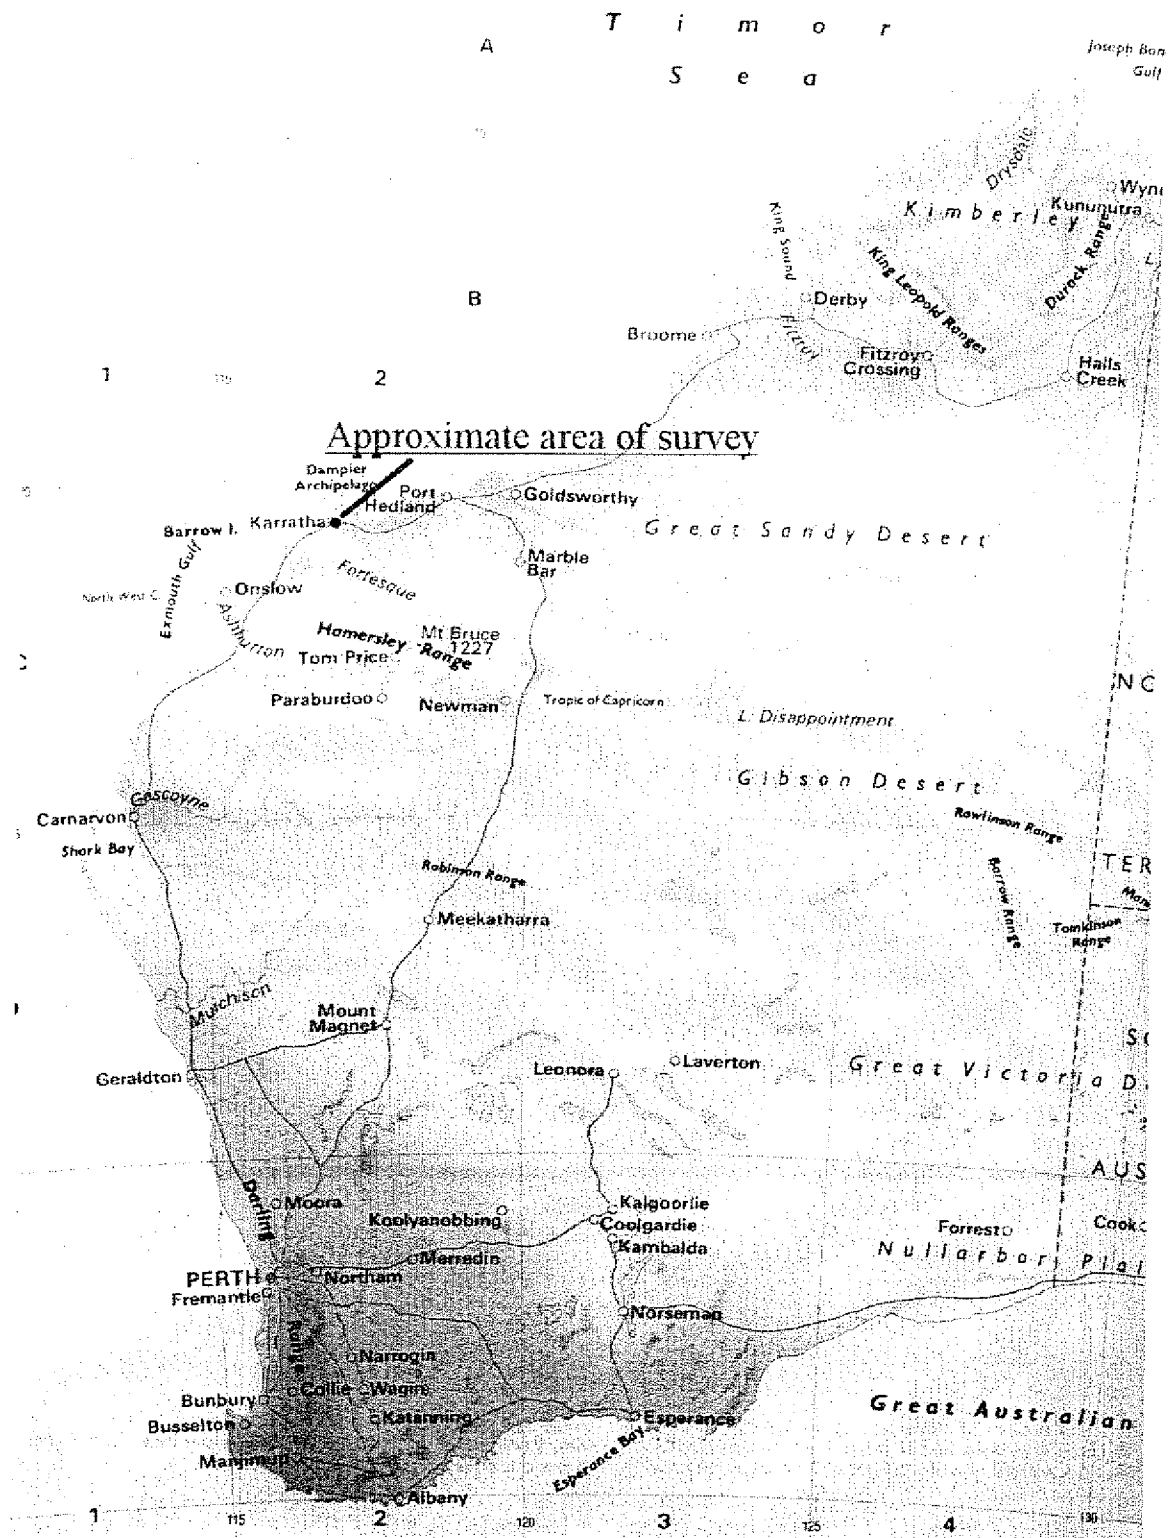 Timor
Sea
A
Joseph Bon
Gulf
Drysdale
Wyn
Kununurra
Kimberley
King Sound
King Leopold Ranges
Durack Range
L.
Derby
B
Broome
Fitzroy
Fitzroy
Crossing
Halls
Creek
1
115
2
Approximate area of survey
Dampier
Archipelago
Port
Hedland
Goldsworthy
Barrow I.
Karratha
Great Sandy Desert
Exmouth Gulf
Fortesque
Marble
Bar
North West C.
Onslow
Ashburton
Hamersley Range
Mt Bruce
1227
Tom Price
Paraburdoo
Newman
Tropic of Capricorn
L. Disappointment
NC
Gibson Desert
Gascoyne
Carnarvon
Shark Bay
Rawlinson Range
Robinson Range
Barrow Range
TER
Mann
Meekatharra
Tomkinson
Range
Murchison
Mount
Magnet
Geraldton
Leonora
Laverton
Great Victoria D
AUS
Darling
Moora
Koolyanobbing
Kalgoorlie
Coolgardie
Kambalda
Forrest
Cook
Nullarbor Plai
Merredin
PERTH
Northam
Fremantle
Norseman
Range
Narrogin
Bunbury
Collie
Wagin
Busselton
Katanning
Esperance
Great Australian
Manjimup
Esperance Bay
Albany
1
115
2
120
3
125
4
130